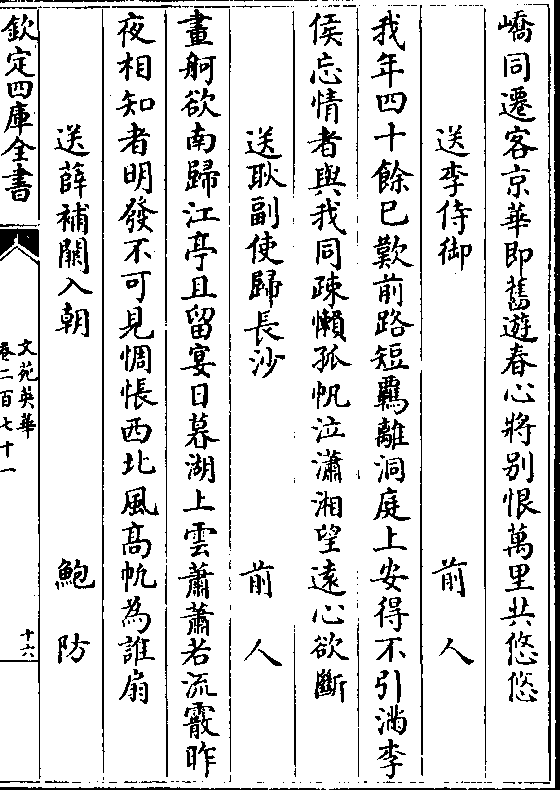 嶠同遷客京華即舊遊春心將别恨萬里共悠悠
送李侍御　前人
我年四十餘已歎前路短羈離洞庭上安得不引滿李
侯忘情者與我同疎懶孤帆泣瀟湘望遠心欲斷
送耿副使歸長沙　前人
畫舸欲南歸江亭且留宴日暮湖上雲蕭蕭若流霰昨
夜相知者明發不可見惆悵西北風高帆為誰扇
送薛補闕入朝　鮑防
欽定四庫全書
文苑英華
卷二百七十一
十六